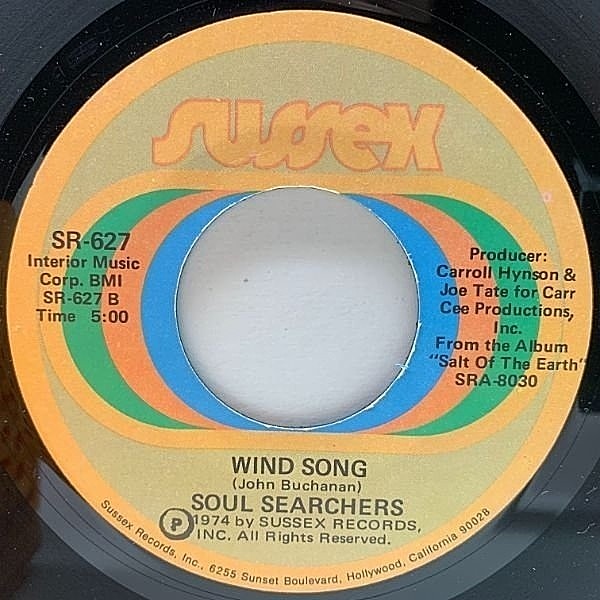 sussex
SR-627
Interior Music
Corp. BMI
SR-627 B
Time 5:00
Producer:
Carroll Hynson &
Joe Tate for Carr
Cee Productions,
Inc.
From the Album
"Salt Of The Earth"
SRA-8030
WIND SONG
(John Buchanan)
SOUL SEARCHERS
℗ 1974 by SUSSEX RECORDS,
INC. All Rights Reserved.
Sussex Records, Inc., 6255 Sunset Boulevard, Hollywood, California 90028